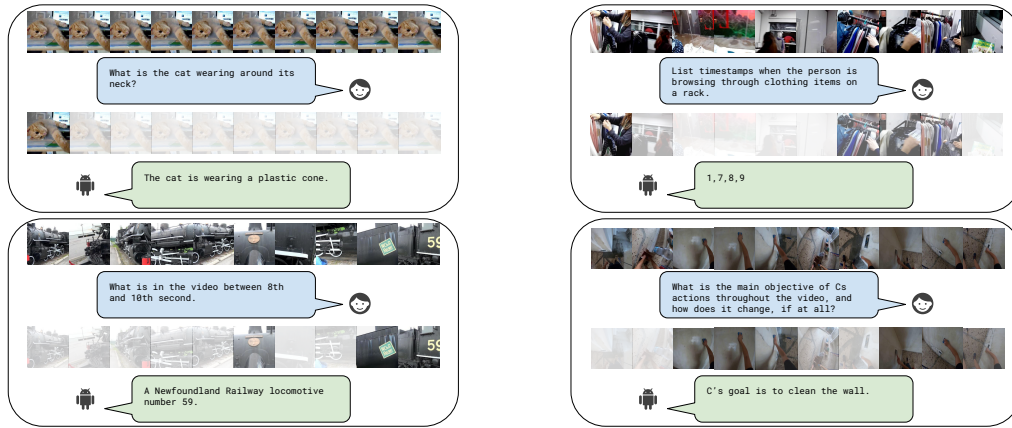 What is the cat wearing around its
neck?
The cat is wearing a plastic cone.
List timestamps when the person is
browsing through clothing items on
a rack.
1,7,8,9
59
What is in the video between 8th
and 10th second.
59
A Newfoundland Railway locomotive
number 59.
What is the main objective of Cs
actions throughout the video, and
how does it change, if at all?
C's goal is to clean the wall.